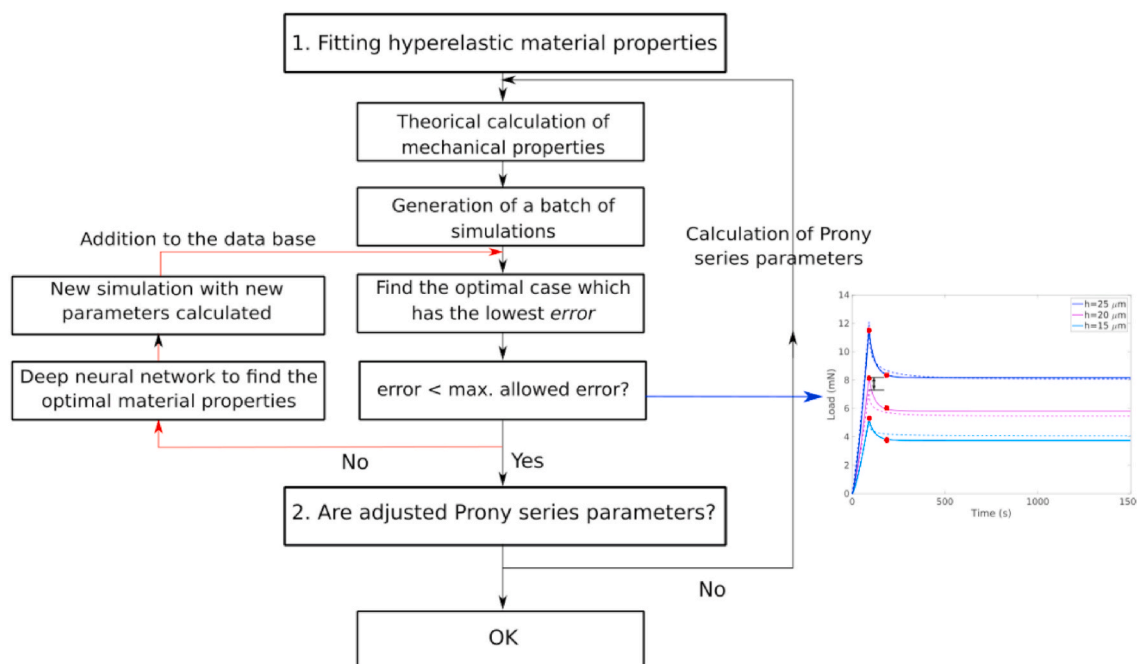 1. Fitting hyperelastic material properties
Theorical calculation of
mechanical properties
Generation of a batch of
simulations
Addition to the data base
Calculation of Prony
series parameters
New simulation with new
parameters calculated
Find the optimal case which
has the lowest error
Deep neural network to find the
optimal material properties
error < max. allowed error?
No
Yes
2. Are adjusted Prony series parameters?
No
OK
14
12
10
8
6
4
2
0
Load (mN)
h=25 μm
h=20 μm
h=15 μm
0
500
1000
150
Time (s)